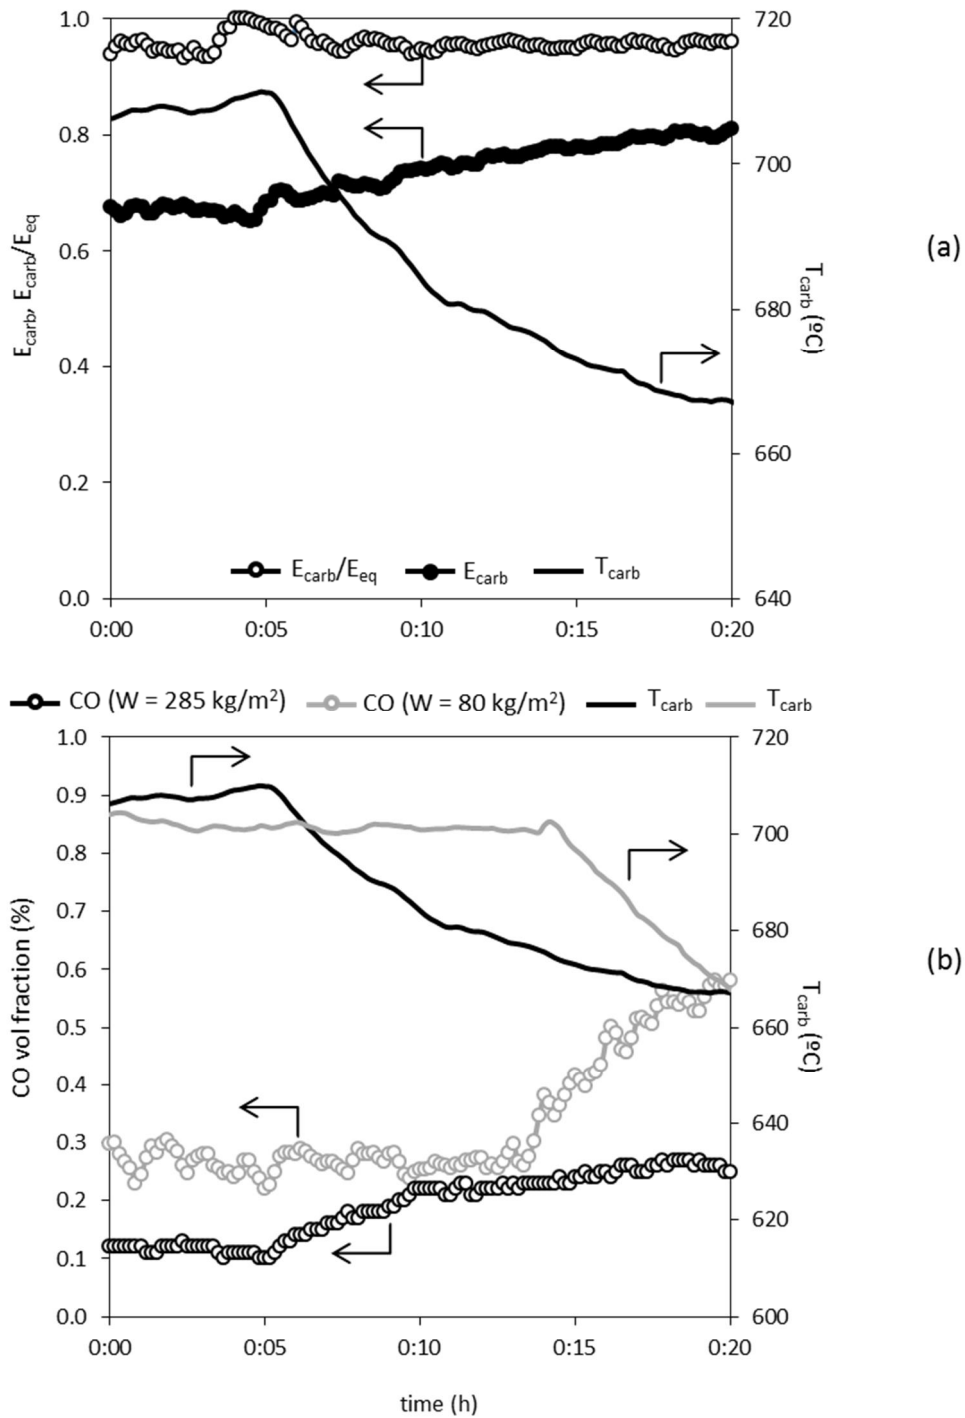 1.0
0.8
0.6
0.4
0.2
0.0
E_carb, E_carb/E_eq
720
700
680
660
640
T_carb (ºC)
(a)
E_carb/E_eq E_carb T_carb
0:00 0:05 0:10 0:15 0:20
CO (W = 285 kg/m²) CO (W = 80 kg/m²) T_carb T_carb
1.0
0.9
0.8
0.7
0.6
0.5
0.4
0.3
0.2
0.1
0.0
CO vol fraction (%)
720
700
680
660
640
620
600
T_carb (ºC)
(b)
0:00 0:05 0:10 0:15 0:20
time (h)